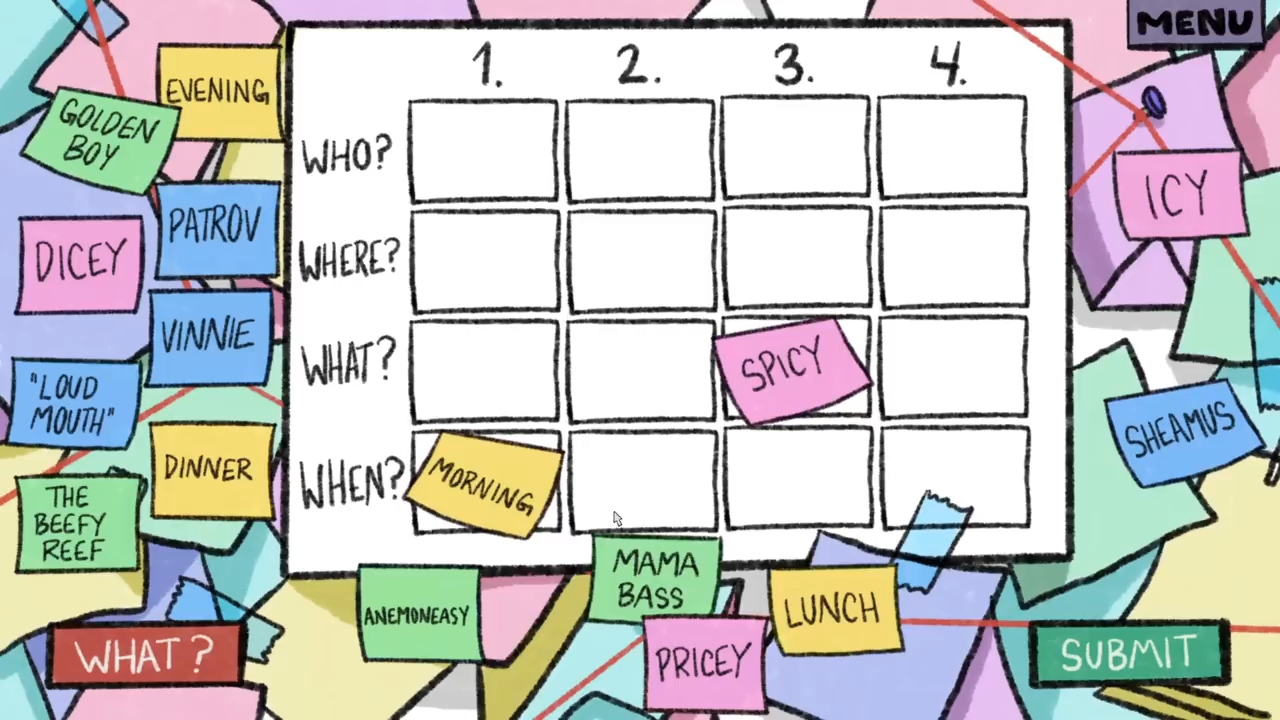 MENU
1. 2. 3. 4.
EVENING
GOLDEN
BOY
WHO?
PATROV
ICY
DICEY
WHERE?
VINNIE
WHAT?
SPICY
"LOUD
MOUTH"
SHEAMUS
DINNER
WHEN?
MORNING
THE
BEEFY
REEF
MAMA
BASS
ANEMONEASY
LUNCH
PRICEY
WHAT?
SUBMIT